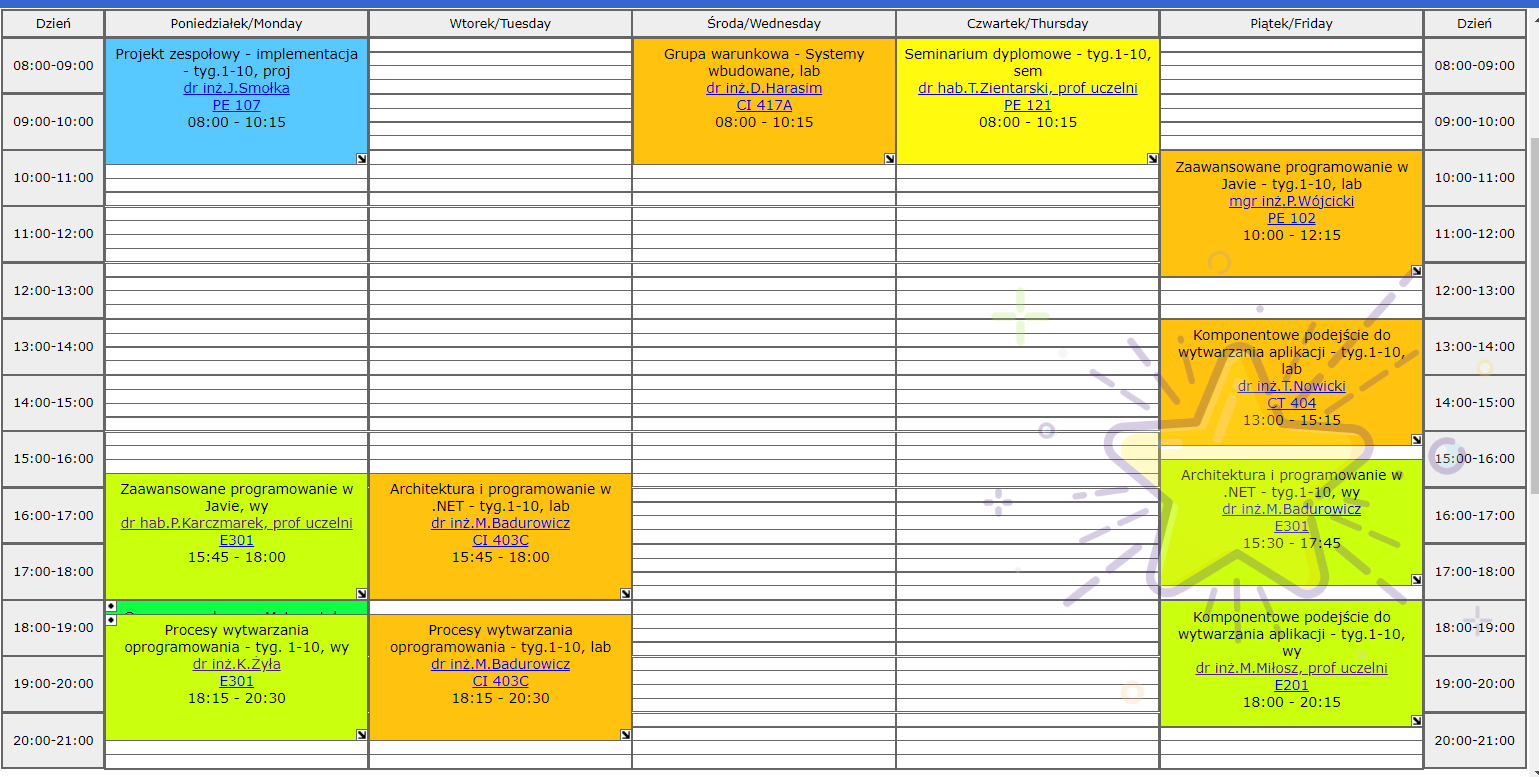 Dzień
Poniedziałek/Monday
Wtorek/Tuesday
Środa/Wednesday
Czwartek/Thursday
Piątek/Friday
Dzień
08:00-09:00
Projekt zespołowy - implementacja
- tyg.1-10, proj
dr inż.J.Smołka
PE 107
08:00 - 10:15
Grupa warunkowa - Systemy
wbudowane, lab
dr inż.D.Harasim
CI 417A
08:00 - 10:15
Seminarium dyplomowe - tyg.1-10,
sem
dr hab.T.Zientarski, prof uczelni
PE 121
08:00 - 10:15
08:00-09:00
09:00-10:00
09:00-10:00
10:00-11:00
Zaawansowane programowanie w
Javie - tyg.1-10, lab
mgr inż.P.Wójcicki
PE 102
10:00 - 12:15
10:00-11:00
11:00-12:00
11:00-12:00
12:00-13:00
12:00-13:00
13:00-14:00
Komponentowe podejście do
wytwarzania aplikacji - tyg.1-10,
lab
dr inż.T.Nowicki
CT 404
13:00 - 15:15
13:00-14:00
14:00-15:00
14:00-15:00
15:00-16:00
15:00-16:00
Zaawansowane programowanie w
Javie, wy
dr hab.P.Karczmarek, prof uczelni
E301
15:45 - 18:00
Architektura i programowanie w
.NET - tyg.1-10, lab
dr inż.M.Badurowicz
CI 403C
15:45 - 18:00
Architektura i programowanie w
.NET - tyg.1-10, wy
dr inż.M.Badurowicz
E301
15:30 - 17:45
16:00-17:00
16:00-17:00
17:00-18:00
17:00-18:00
18:00-19:00
Procesy wytwarzania
oprogramowania - tyg. 1-10, wy
dr inż.K.Żyła
E301
18:15 - 20:30
Procesy wytwarzania
oprogramowania - tyg.1-10, lab
dr inż.M.Badurowicz
CI 403C
18:15 - 20:30
Komponentowe podejście do
wytwarzania aplikacji - tyg.1-10,
wy
dr inż.M.Miłosz, prof uczelni
E201
18:00 - 20:15
18:00-19:00
19:00-20:00
19:00-20:00
20:00-21:00
20:00-21:00